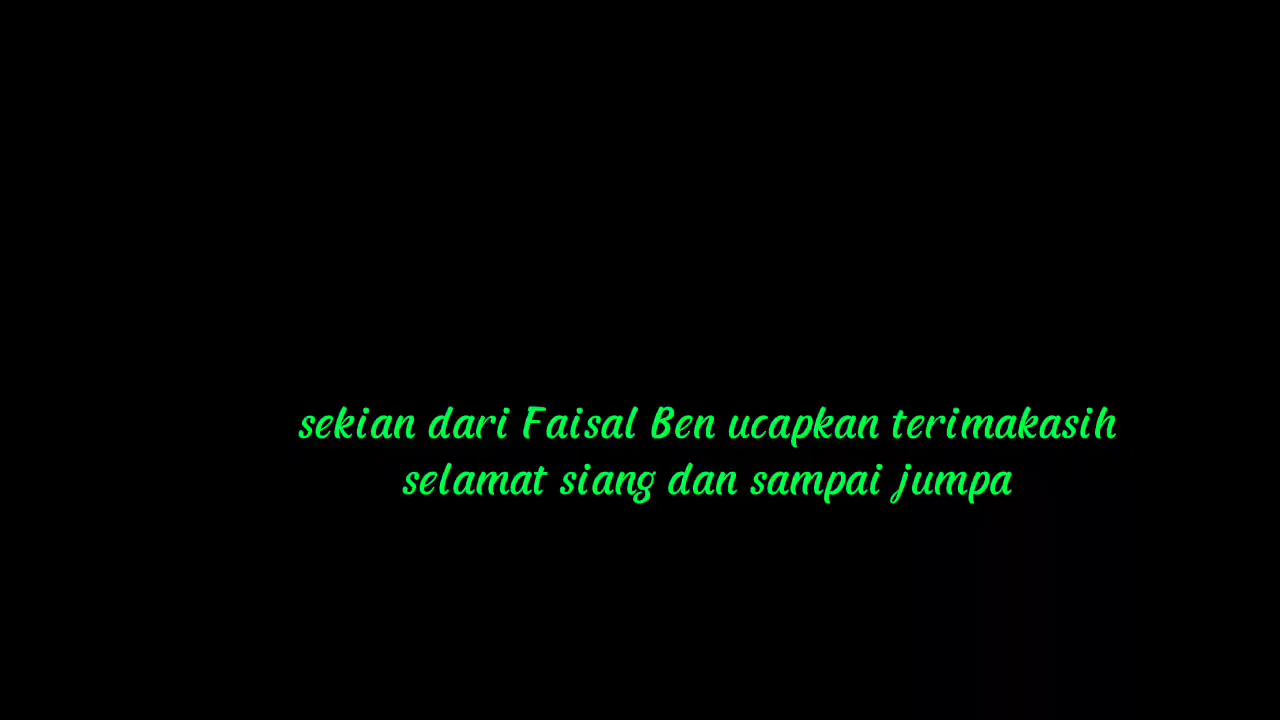 sekian dari Faisal Ben ucapkan terimakasih
selamat siang dan sampai jumpa